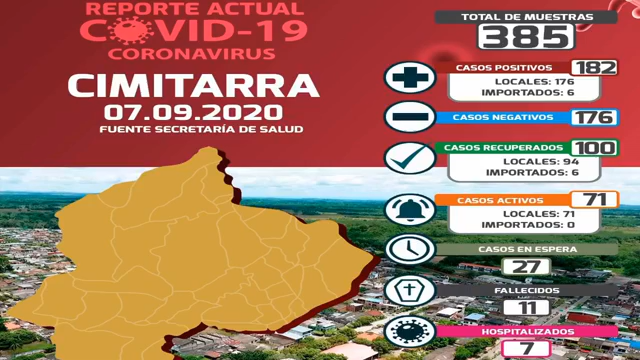 REPORTE ACTUAL
COVID-19
CORONAVIRUS
CIMITARRA
07.09.2020
FUENTE SECRETARÍA DE SALUD
TOTAL DE MUESTRAS
385
CASOS POSITIVOS 182
LOCALES: 176
IMPORTADOS: 6
CASOS NEGATIVOS 176
CASOS RECUPERADOS 100
LOCALES: 94
IMPORTADOS: 6
CASOS ACTIVOS 71
LOCALES: 71
IMPORTADOS: 0
CASOS EN ESPERA
27
FALLECIDOS
11
HOSPITALIZADOS
7